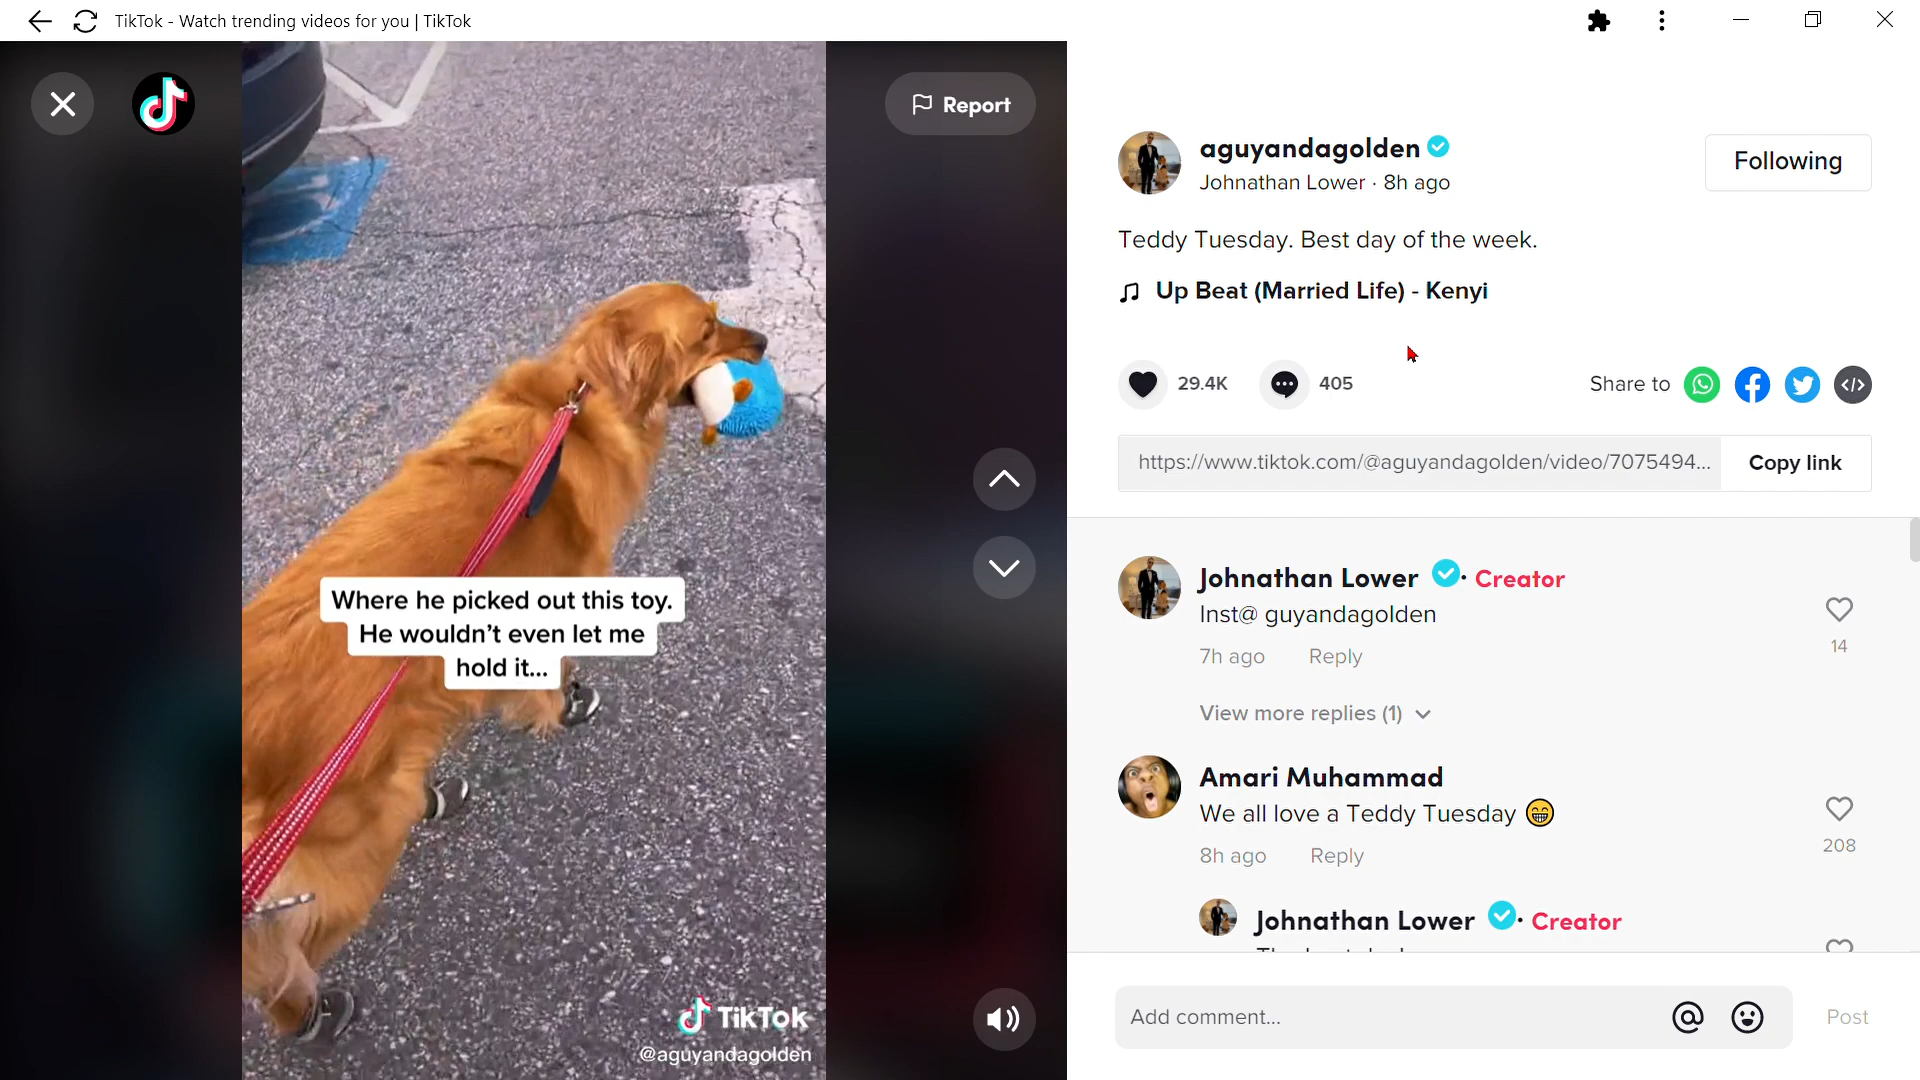 TikTok - Watch trending videos for you | TikTok
Report
Where he picked out this toy.
He wouldn't even let me
hold it...
TikTok
@aguyandagolden
aguyandagolden
Johnathan Lower · 8h ago
Following
Teddy Tuesday. Best day of the week.
Up Beat (Married Life) - Kenyi
29.4K
405
Share to
https://www.tiktok.com/@aguyandagolden/video/7075494...
Copy link
Johnathan Lower · Creator
Inst@ guyandagolden
7h ago Reply
14
View more replies (1)
Amari Muhammad
We all love a Teddy Tuesday 😁
8h ago Reply
208
Johnathan Lower · Creator
Add comment...
Post